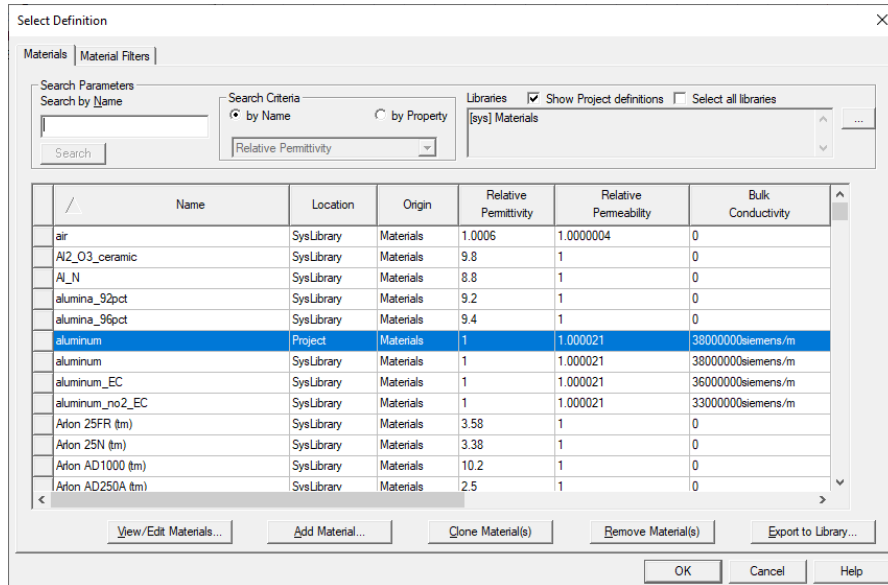 Select Definition
Materials
Material Filters
Search Parameters
Search by Name
Search
Search Criteria
by Name
by Property
Relative Permittivity
Libraries
Show Project definitions
Select all libraries
[sys] Materials
...
Name Location Origin Relative Permittivity Relative Permeability Bulk Conductivity
air SysLibrary Materials 1.0006 1.0000004 0
Al2_O3_ceramic SysLibrary Materials 9.8 1 0
Al_N SysLibrary Materials 8.8 1 0
alumina_92pct SysLibrary Materials 9.2 1 0
alumina_96pct SysLibrary Materials 9.4 1 0
aluminum Project Materials 1 1.000021 38000000siemens/m
aluminum SysLibrary Materials 1 1.000021 38000000siemens/m
aluminum_EC SysLibrary Materials 1 1.000021 36000000siemens/m
aluminum_no2_EC SysLibrary Materials 1 1.000021 33000000siemens/m
Arlon 25FR (tm) SysLibrary Materials 3.58 1 0
Arlon 25N (tm) SysLibrary Materials 3.38 1 0
Arlon AD1000 (tm) SysLibrary Materials 10.2 1 0
Arlon AD250A (tm) SysLibrary Materials 2.5 1 0
View/Edit Materials...
Add Material...
Clone Material(s)
Remove Material(s)
Export to Library...
OK
Cancel
Help